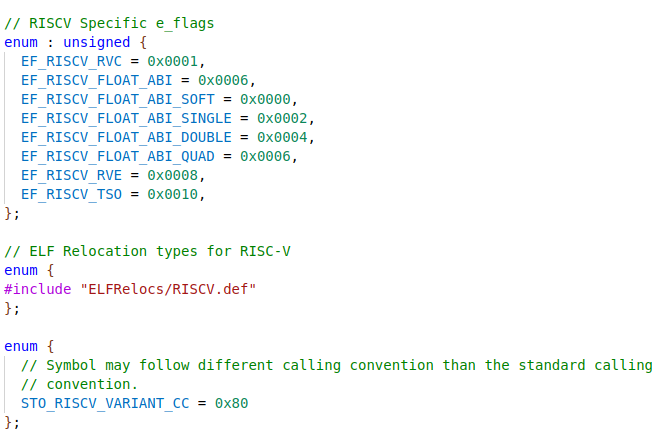 // RISCV Specific e_flags
enum : unsigned {
  EF_RISCV_RVC = 0x0001,
  EF_RISCV_FLOAT_ABI = 0x0006,
  EF_RISCV_FLOAT_ABI_SOFT = 0x0000,
  EF_RISCV_FLOAT_ABI_SINGLE = 0x0002,
  EF_RISCV_FLOAT_ABI_DOUBLE = 0x0004,
  EF_RISCV_FLOAT_ABI_QUAD = 0x0006,
  EF_RISCV_RVE = 0x0008,
  EF_RISCV_TSO = 0x0010,
};

// ELF Relocation types for RISC-V
enum {
#include "ELFRelocs/RISCV.def"
};

enum {
  // Symbol may follow different calling convention than the standard calling
  // convention.
  STO_RISCV_VARIANT_CC = 0x80
};